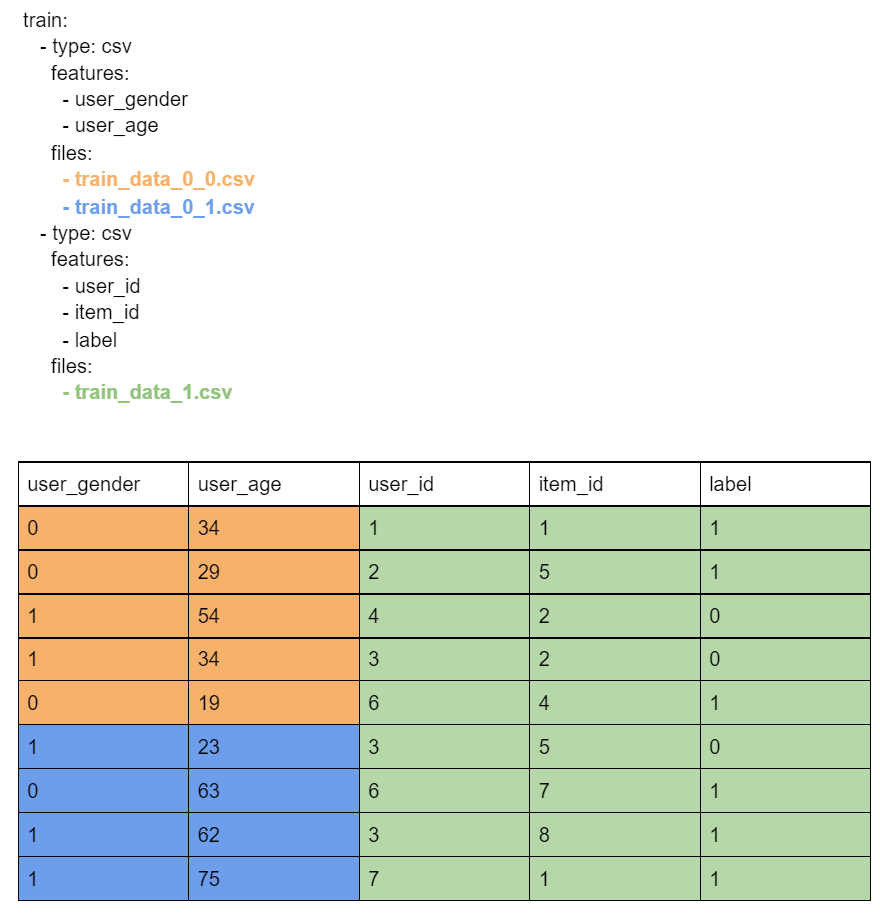 train:
- type: csv
features:
- user_gender
- user_age
files:
- train_data_0_0.csv
- train_data_0_1.csv
- type: csv
features:
- user_id
- item_id
- label
files:
- train_data_1.csv
user_gender user_age user_id item_id label
0 34 1 1 1
0 29 2 5 1
1 54 4 2 0
1 34 3 2 0
0 19 6 4 1
1 23 3 5 0
0 63 6 7 1
1 62 3 8 1
1 75 7 1 1